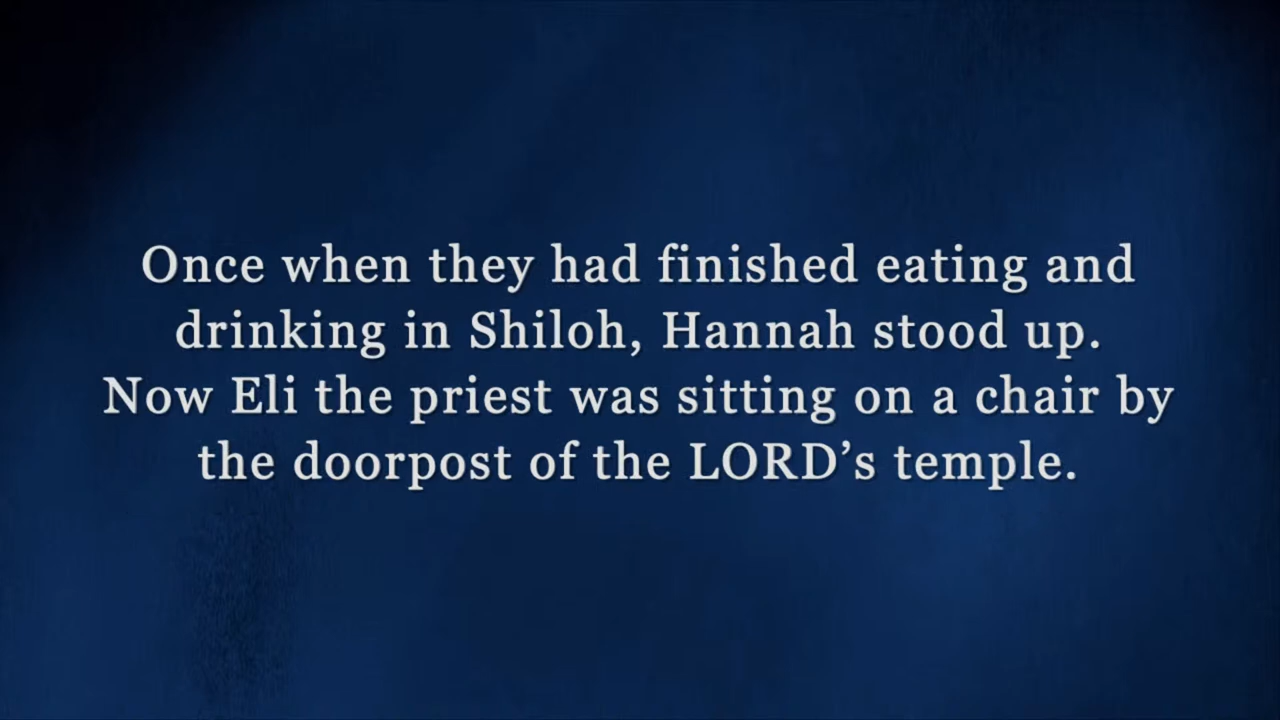 Once when they had finished eating and
drinking in Shiloh, Hannah stood up.
Now Eli the priest was sitting on a chair by
the doorpost of the LORD’s temple.